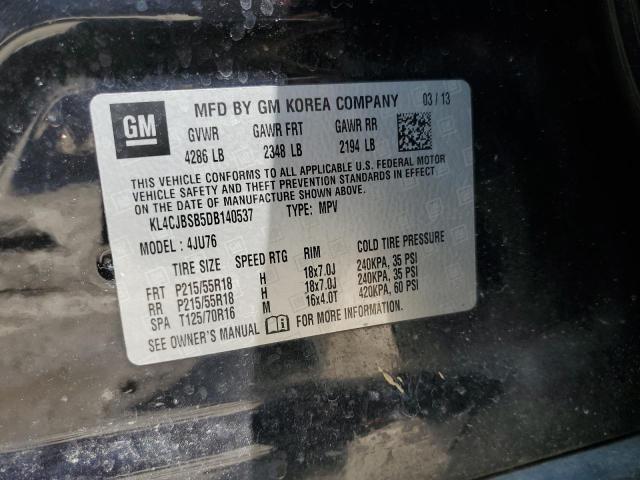 GM
MFD BY GM KOREA COMPANY 03 / 13
GVWR GAWR FRT GAWR RR
4286 LB 2348 LB 2194 LB
THIS VEHICLE CONFORMS TO ALL APPLICABLE U.S. FEDERAL MOTOR
VEHICLE SAFETY AND THEFT PREVENTION STANDARDS IN EFFECT
ON THE DATE OF MANUFACTURE SHOWN ABOVE.
KL4CJBSB5DB140537 TYPE: MPV
MODEL : 4JU76
TIRE SIZE SPEED RTG RIM COLD TIRE PRESSURE
FRT P215/55R18 H 18x7.0J 240KPA, 35 PSI
RR P215/55R18 H 18x7.0J 240KPA, 35 PSI
SPA T125/70R16 M 16x4.0T 420KPA, 60 PSI
SEE OWNER'S MANUAL FOR MORE INFORMATION.